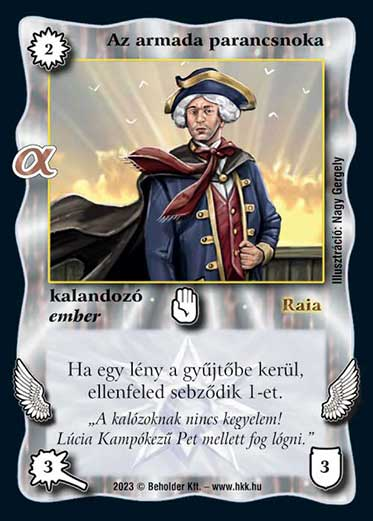 Az armada parancsnoka
2
α
Illusztráció: Nagy Gergely
kalandozó
ember
Raia
Ha egy lény a gyűjtőbe kerül,
ellenfeled sebződik 1-et.
„A kalózoknak nincs kegyelem!
Lúcia Kampókezű Pet mellett fog lógni.”
3
3
2023 © Beholder Kft. – www.hkk.hu